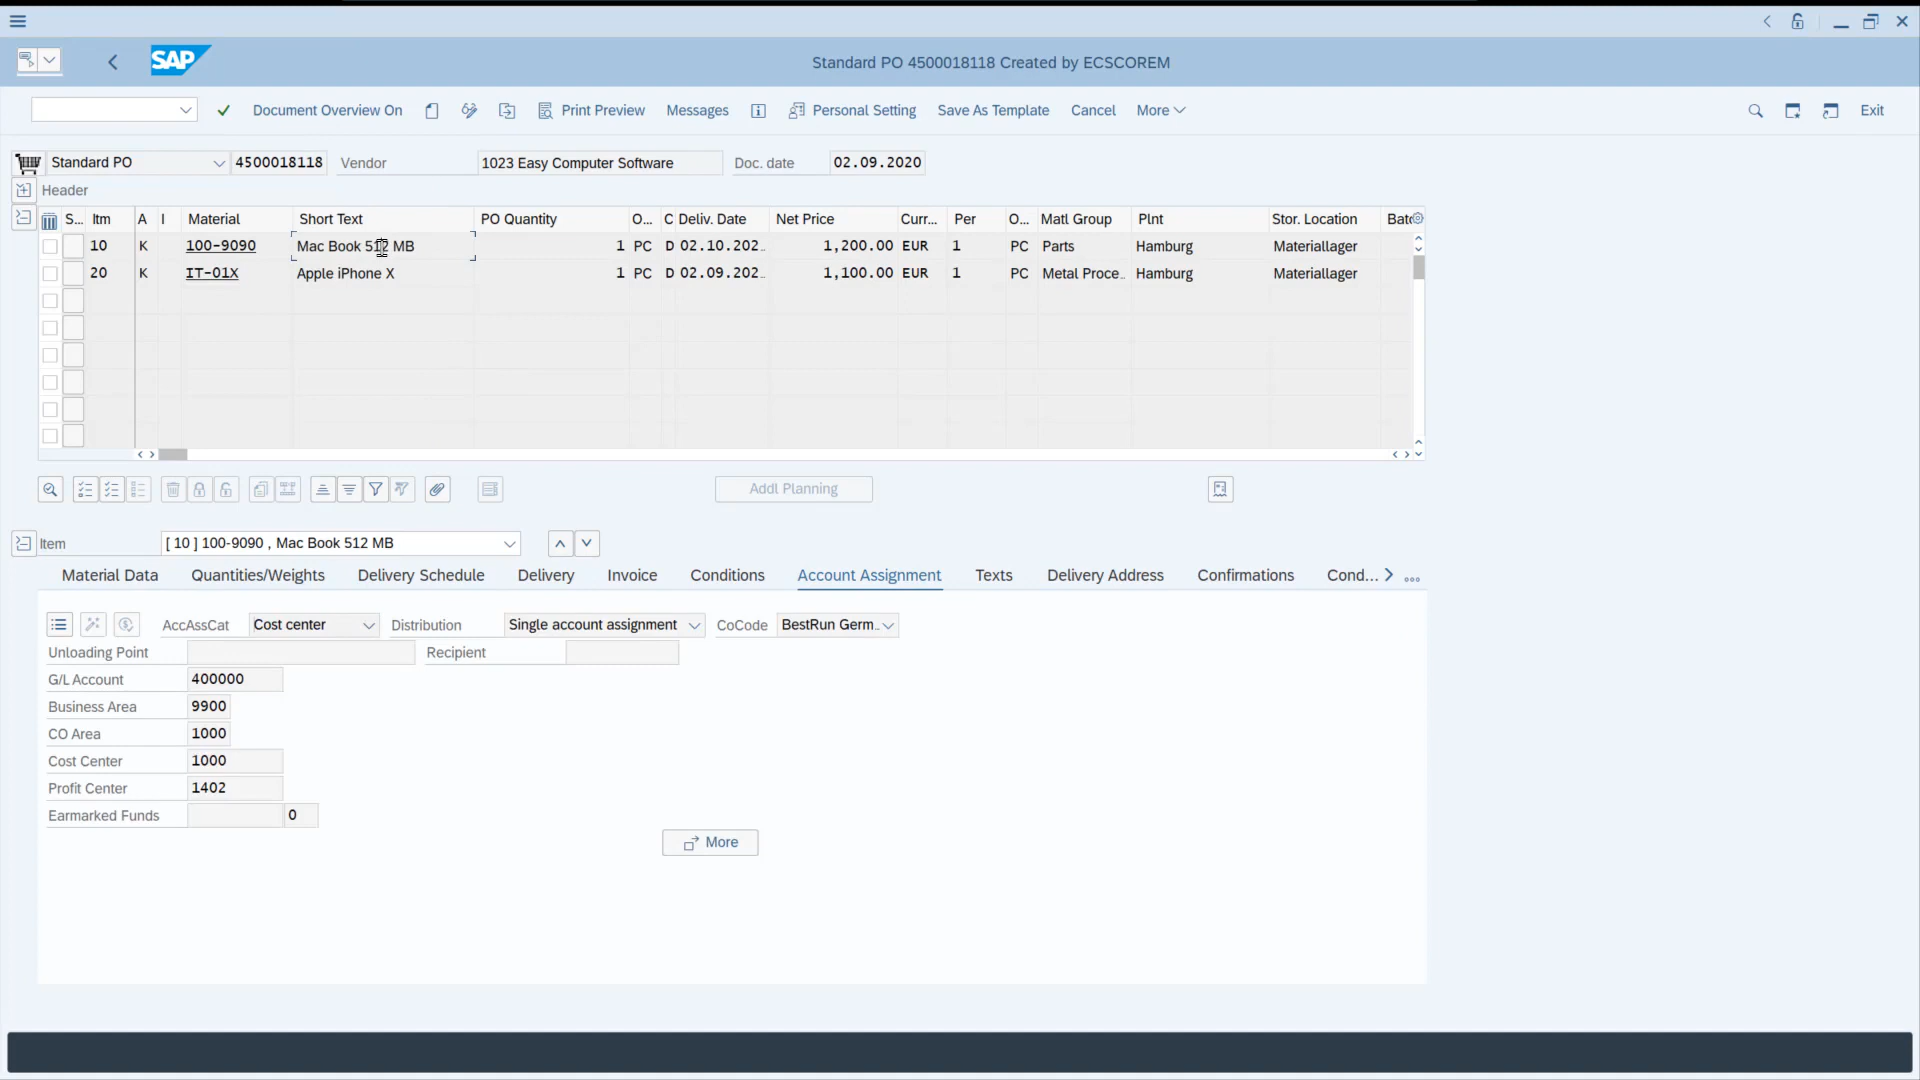 SAP
Standard PO 4500018118 Created by ECSCOREM
Document Overview On Print Preview Messages Personal Setting Save As Template Cancel More Exit
Standard PO 4500018118 Vendor 1023 Easy Computer Software Doc. date 02.09.2020
Header
S... Itm A I Material Short Text PO Quantity O... C Deliv. Date Net Price Curr... Per O... Matl Group Plnt Stor. Location Batc
10 K 100-9090 Mac Book 512 MB 1 PC D 02.10.202.. 1,200.00 EUR 1 PC Parts Hamburg Materiallager
20 K IT-01X Apple iPhone X 1 PC D 02.09.202.. 1,100.00 EUR 1 PC Metal Proce.. Hamburg Materiallager
Addl Planning
Item [ 10 ] 100-9090 , Mac Book 512 MB
Material Data Quantities/Weights Delivery Schedule Delivery Invoice Conditions Account Assignment Texts Delivery Address Confirmations Cond...
AccAssCat Cost center Distribution Single account assignment CoCode BestRun Germ..
Unloading Point Recipient
G/L Account 400000
Business Area 9900
CO Area 1000
Cost Center 1000
Profit Center 1402
Earmarked Funds 0
More